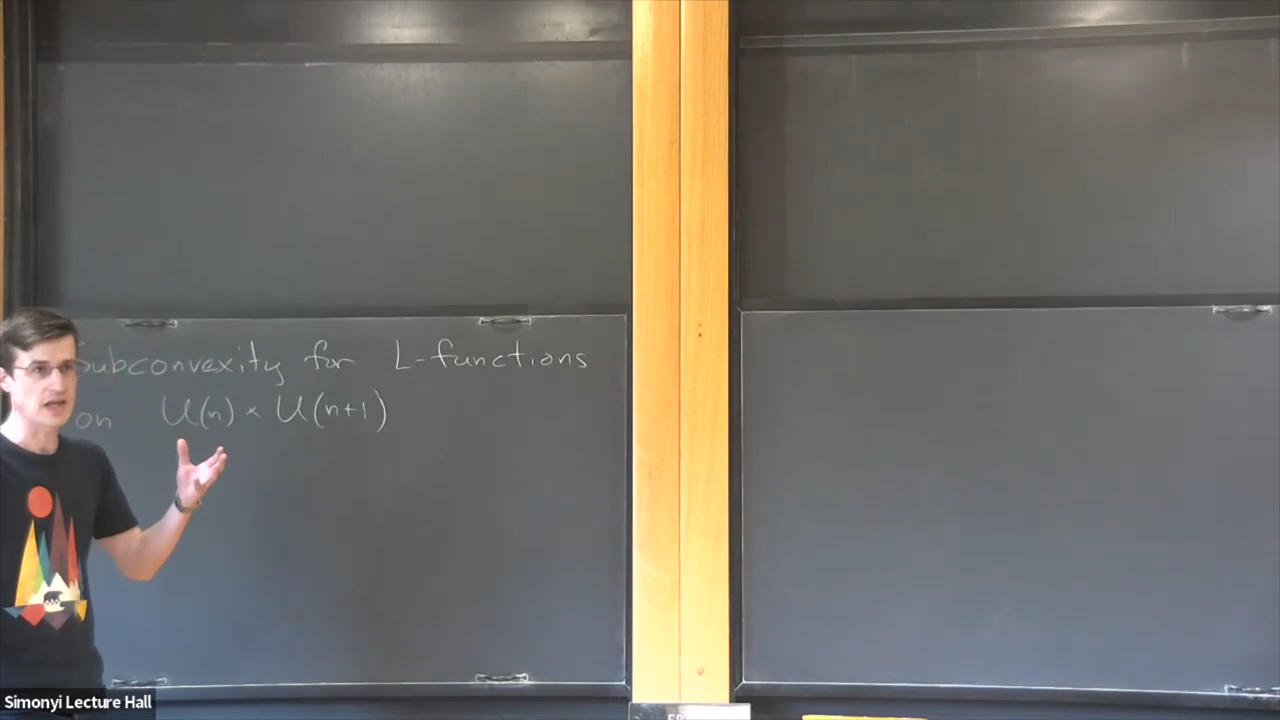 Subconvexity for L-functions
on U(n) × U(n+1)
Simonyi Lecture Hall